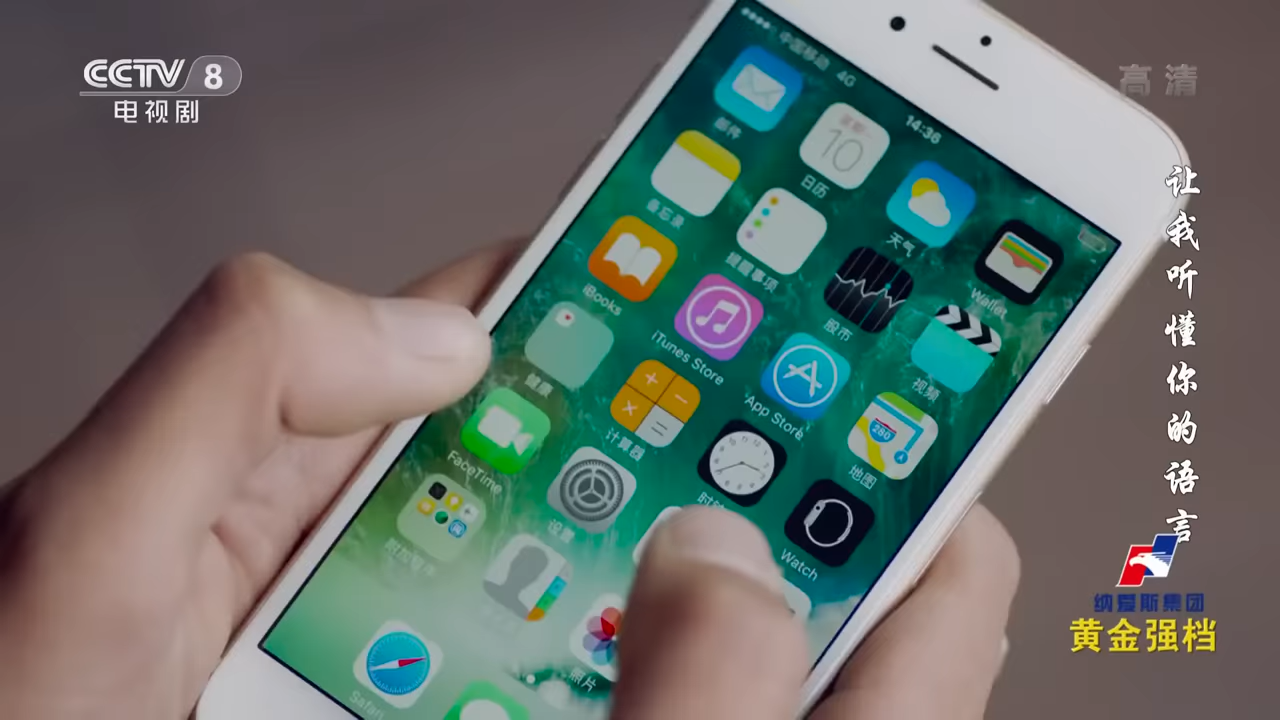 CCTV 8
电视剧
高清
让我听懂你的语言
纳爱斯集团
黄金强档
中国移动 4G
14:36
邮件
10
日历
天气
Wallet
备忘录
提醒事项
股市
视频
iBooks
iTunes Store
App Store
280
地图
健康
计算器
Watch
FaceTime
设置
照片
Safari